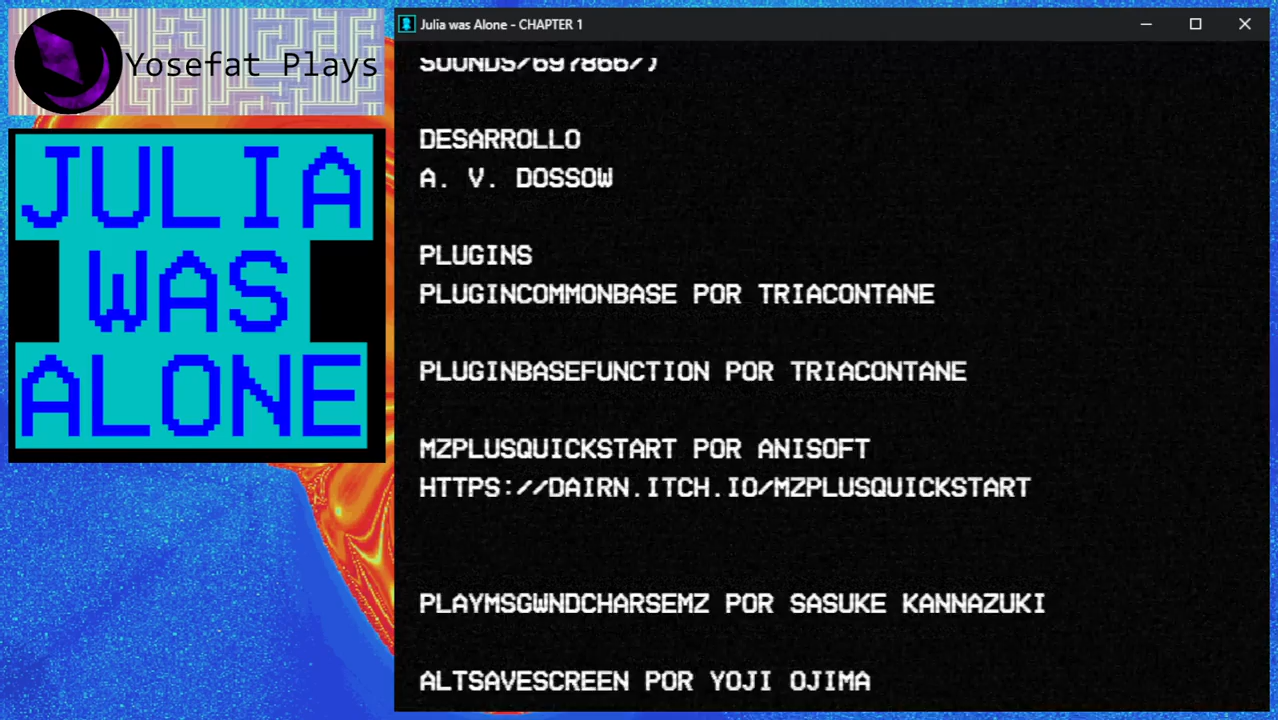 Yosefat Plays
JULIA
WAS
ALONE
Julia was Alone - CHAPTER 1
DESARROLLO
A. V. DOSSOW
PLUGINS
PLUGINCOMMONBASE POR TRIACONTANE
PLUGINBASEFUNCTION POR TRIACONTANE
MZPLUSQUICKSTART POR ANISOFT
HTTPS://DAIRN.ITCH.IO/MZPLUSQUICKSTART
PLAYMSGWNDCHARSEMZ POR SASUKE KANNAZUKI
ALTSAVESCREEN POR YOJI OJIMA